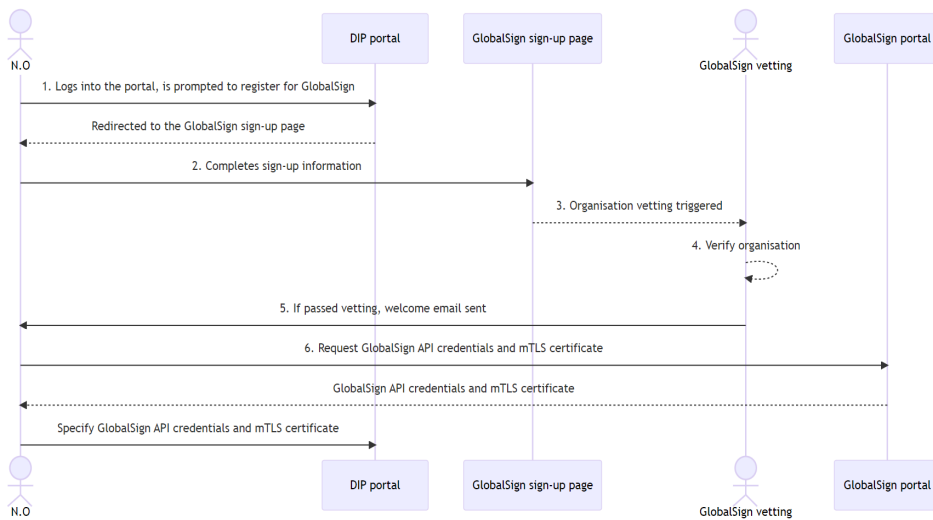 DIP portal
GlobalSign sign-up page
GlobalSign portal
N.O
GlobalSign vetting
1. Logs into the portal, is prompted to register for GlobalSign
Redirected to the GlobalSign sign-up page
2. Completes sign-up information
3. Organisation vetting triggered
4. Verify organisation
5. If passed vetting, welcome email sent
6. Request GlobalSign API credentials and mTLS certificate
GlobalSign API credentials and mTLS certificate
Specify GlobalSign API credentials and mTLS certificate
DIP portal
GlobalSign sign-up page
GlobalSign portal
N.O
GlobalSign vetting